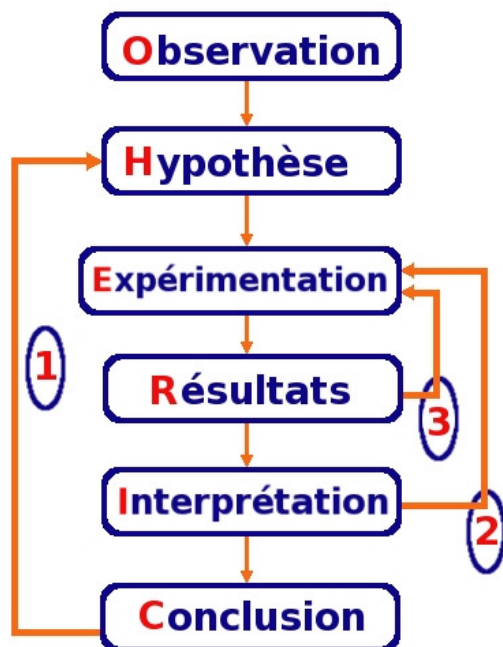 Observation
Hypothèse
Expérimentation
1
Résultats
3
Interprétation
2
Conclusion